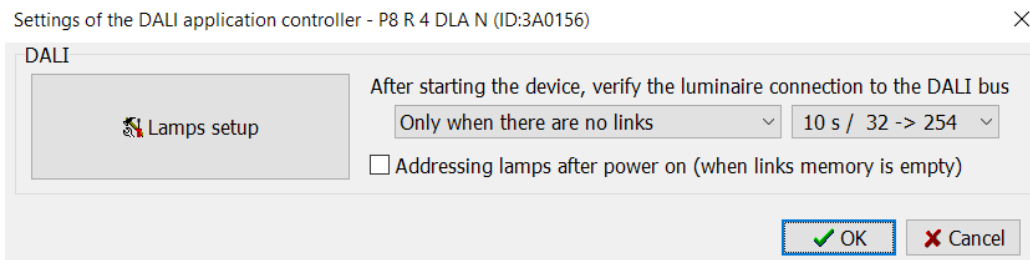 Settings of the DALI application controller - P8 R 4 DLA N (ID:3A0156)
DALI
After starting the device, verify the luminaire connection to the DALI bus
Lamps setup
Only when there are no links
10 s / 32 -> 254
Addressing lamps after power on (when links memory is empty)
OK
Cancel